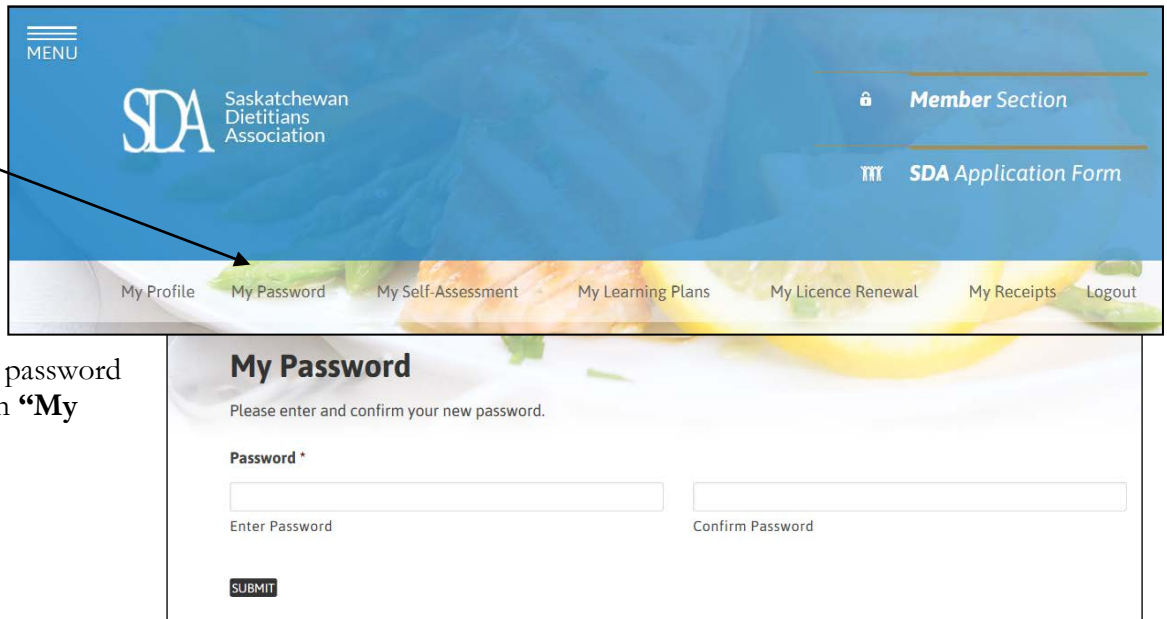 MENU
SDA
Saskatchewan
Dietitians
Association
Member Section
SDA Application Form
My Profile My Password My Self-Assessment My Learning Plans My Licence Renewal My Receipts Logout
password
“My
My Password
Please enter and confirm your new password.
Password *
Enter Password Confirm Password
SUBMIT